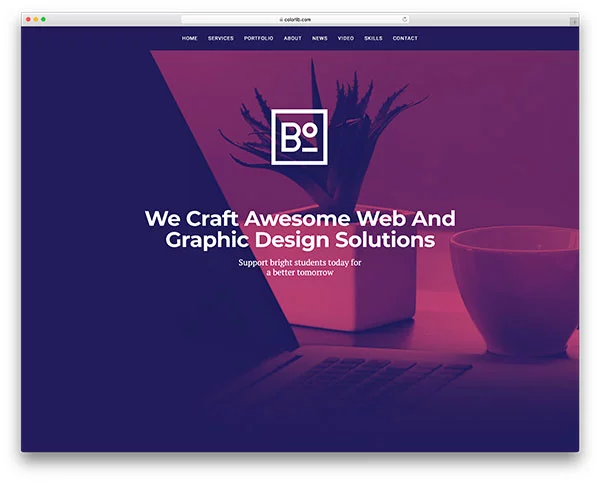 colorlib.com
HOME SERVICES PORTFOLIO ABOUT NEWS VIDEO SKILLS CONTACT
Bo
We Craft Awesome Web And
Graphic Design Solutions
Support bright students today for
a better tomorrow